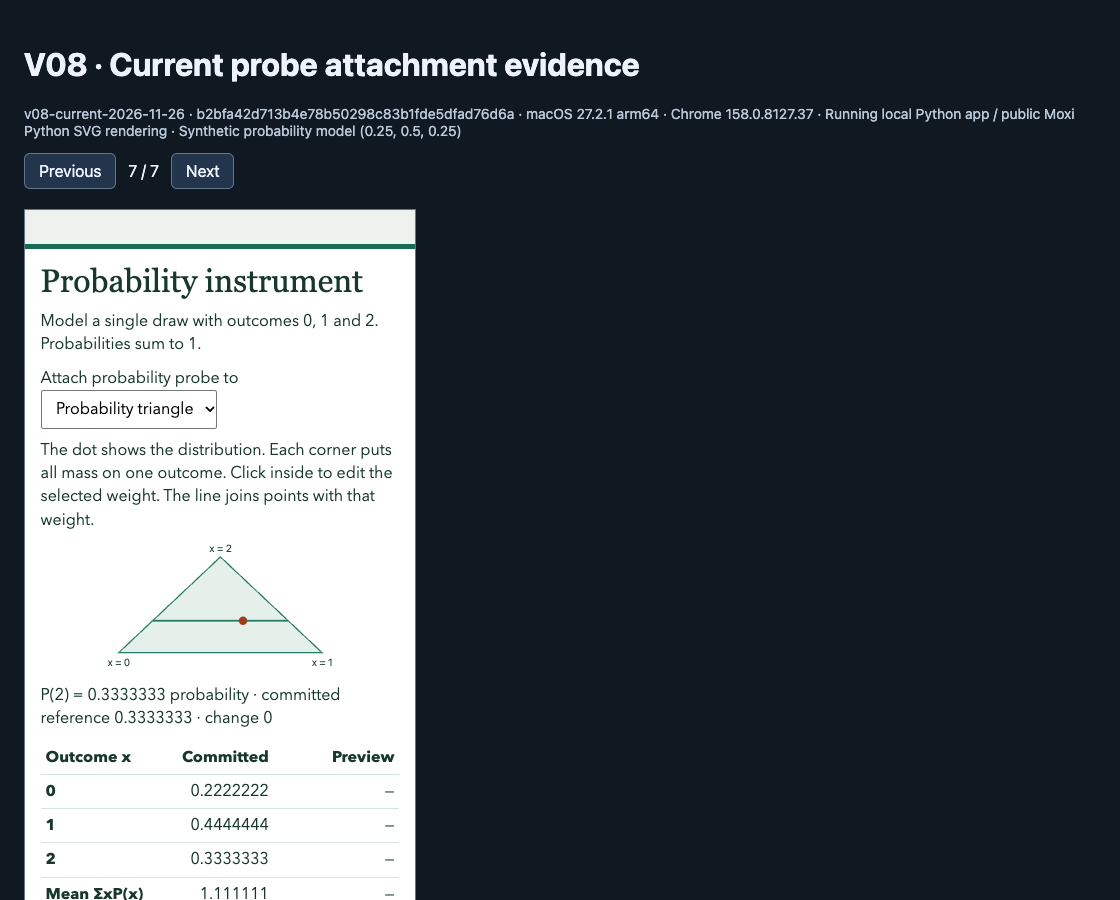 V08 · Current probe attachment evidence
v08-current-2026-11-26 · b2bfa42d713b4e78b50298c83b1fde5dfad76d6a · macOS 27.2.1 arm64 · Chrome 158.0.8127.37 · Running local Python app / public Moxi
Python SVG rendering · Synthetic probability model (0.25, 0.5, 0.25)
Previous 7 / 7 Next
Probability instrument
Model a single draw with outcomes 0, 1 and 2.
Probabilities sum to 1.
Attach probability probe to
Probability triangle
The dot shows the distribution. Each corner puts
all mass on one outcome. Click inside to edit the
selected weight. The line joins points with that
weight.
x = 2
x = 0 x = 1
P(2) = 0.3333333 probability · committed
reference 0.3333333 · change 0
Outcome x Committed Preview
0 0.2222222 –
1 0.4444444 –
2 0.3333333 –
Mean ΣxP(x) 1.111111 –